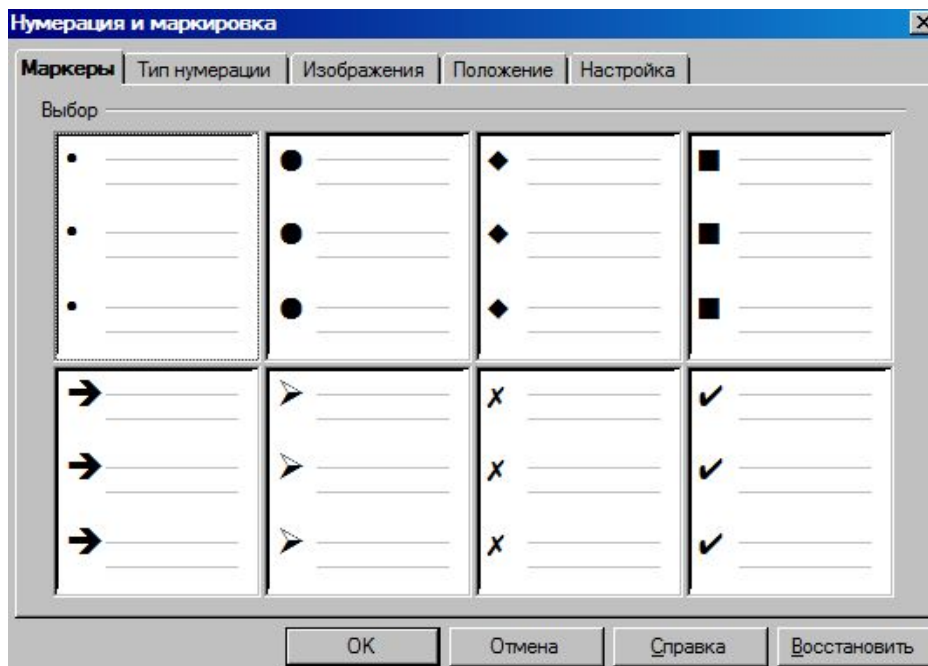 Нумерация и маркировка
Маркеры Тип нумерации Изображения Положение Настройка
Выбор
OK Отмена Справка Восстановить